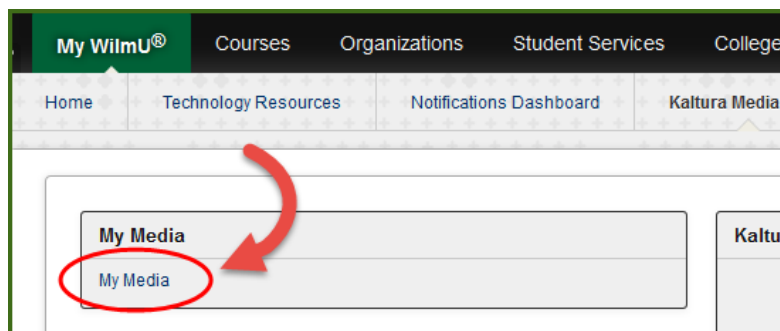 My WilmU® Courses Organizations Student Services College
Home Technology Resources Notifications Dashboard Kaltura Media
My Media
My Media
Kaltu